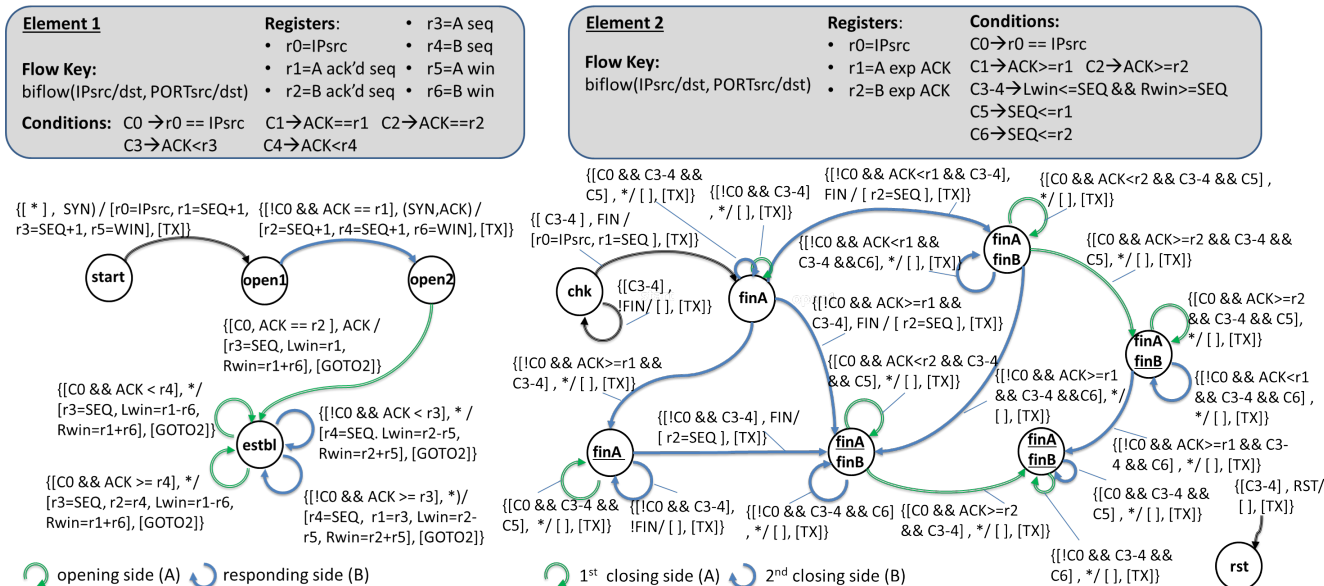 Element 1
Flow Key:
biflow(IPsrc/dst, PORTsrc/dst)
Registers:
• r0=IPsrc
• r1=A ack'd seq
• r2=B ack'd seq
• r3=A seq
• r4=B seq
• r5=A win
• r6=B win
Conditions: C0 →r0 == IPsrc C1→ACK==r1 C2→ACK==r2
C3→ACK<r3 C4→ACK<r4
Element 2
Flow Key:
biflow(IPsrc/dst, PORTsrc/dst)
Registers:
• r0=IPsrc
• r1=A exp ACK
• r2=B exp ACK
Conditions:
C0→r0 == IPsrc
C1→ACK>=r1 C2→ACK>=r2
C3-4→Lwin<=SEQ && Rwin>=SEQ
C5→SEQ<=r1
C6→SEQ<=r2
{[ * ] , SYN) / [r0=IPsrc, r1=SEQ+1,
r3=SEQ+1, r5=WIN], [TX]}
{[!C0 && ACK == r1], (SYN,ACK) /
[r2=SEQ+1, r4=SEQ+1, r6=WIN], [TX]}
start
open1
open2
{[C0, ACK == r2 ], ACK /
[r3=SEQ, Lwin=r1,
Rwin=r1+r6], [GOTO2]}
{[C0 && ACK < r4], */
[r3=SEQ, Lwin=r1-r6,
Rwin=r1+r6], [GOTO2]}
{[!C0 && ACK < r3], * /
[r4=SEQ. Lwin=r2-r5,
Rwin=r2+r5], [GOTO2]}
estbl
{[C0 && ACK >= r4], */
[r3=SEQ, r2=r4, Lwin=r1-r6,
Rwin=r1+r6], [GOTO2]}
{[!C0 && ACK >= r3], *)/
[r4=SEQ, r1=r3, Lwin=r2-
r5, Rwin=r2+r5], [GOTO2]}
opening side (A)
responding side (B)
{[C0 && C3-4 &&
C5], */ [ ], [TX]}
{[!C0 && C3-4]
, */ [ ], [TX]}
{[!C0 && ACK<r1 && C3-4],
FIN / [ r2=SEQ ], [TX]}
{[C0 && ACK<r2 && C3-4 && C5] ,
*/ [ ], [TX]}
{[ C3-4 ] , FIN /
[r0=IPsrc, r1=SEQ ], [TX]}
{[!C0 && ACK<r1 &&
C3-4 &&C6], */ [ ], [TX]}
finA
finB
{[C0 && ACK>=r2 && C3-4 &&
C5], */ [ ], [TX]}
chk
{[C3-4] ,
!FIN/ [ ], [TX]}
finA
{[!C0 && ACK>=r1 &&
C3-4], FIN / [ r2=SEQ ], [TX]}
{[C0 && ACK>=r2
&& C3-4 && C5],
*/ [ ], [TX]}
finA
finB
{[!C0 && ACK>=r1 &&
C3-4] , */ [ ], [TX]}
{[C0 && ACK<r2 && C3-4
&& C5], */ [ ], [TX]}
{[!C0 && ACK>=r1
&& C3-4 &&C6], */
[ ], [TX]}
{[!C0 && ACK<r1
&& C3-4 && C6] ,
*/ [ ], [TX]}
{[!C0 && C3-4] , FIN/
[ r2=SEQ ], [TX]}
finA
finA
finB
finA
finB
{[!C0 && ACK>=r1 && C3-
4 && C6] , */ [ ], [TX]}
{[C0 && C3-4 &&
C5], */ [ ], [TX]}
{[!C0 && C3-4],
!FIN/ [ ], [TX]}
{[!C0 && C3-4 && C6]
, */ [ ], [TX]}
{[C0 && ACK>=r2
&& C3-4] , */ [ ], [TX]}
{[C0 && C3-4 &&
C5] , */ [ ], [TX]}
{[C3-4] , RST/
[ ], [TX]}
{[!C0 && C3-4 &&
C6] , */ [ ], [TX]}
rst
1st closing side (A)
2nd closing side (B)